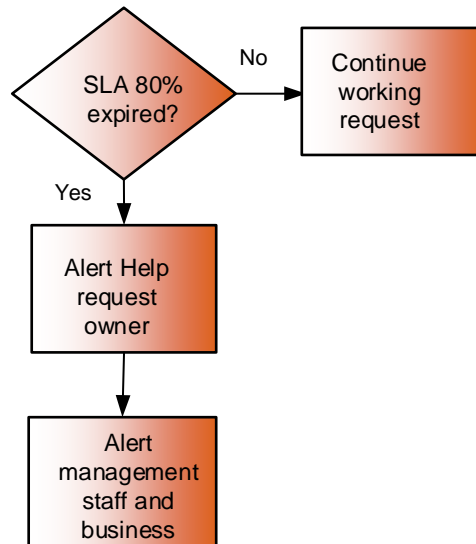 SLA 80%
expired?
No
Continue
working
request
Yes
Alert Help
request
owner
Alert
management
staff and
business